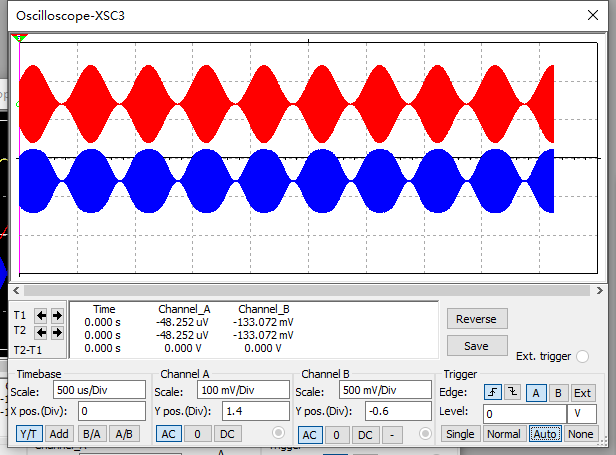 Oscilloscope-XSC3
Time Channel_A Channel_B
T1 0.000 s -48.252 uV -133.072 mV
T2 0.000 s -48.252 uV -133.072 mV
T2-T1 0.000 s 0.000 V 0.000 V
Reverse
Save
Ext. trigger
Timebase
Scale: 500 us/Div
X pos.(Div): 0
Y/T Add B/A A/B
Channel A
Scale: 100 mV/Div
Y pos.(Div): 1.4
AC 0 DC
Channel B
Scale: 500 mV/Div
Y pos.(Div): -0.6
AC 0 DC -
Trigger
Edge: A B Ext
Level: 0 V
Single Normal Auto None